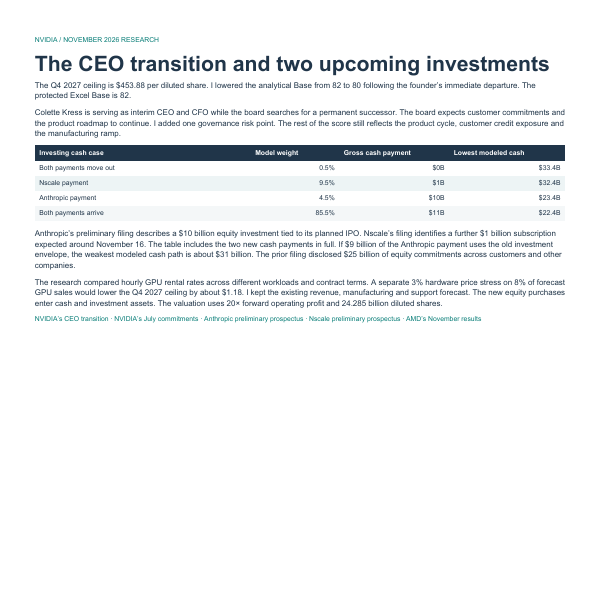 NVIDIA / NOVEMBER 2026 RESEARCH
The CEO transition and two upcoming investments
The Q4 2027 ceiling is $453.88 per diluted share. I lowered the analytical Base from 82 to 80 following the founder's immediate departure. The
protected Excel Base is 82.
Colette Kress is serving as interim CEO and CFO while the board searches for a permanent successor. The board expects customer commitments and
the product roadmap to continue. I added one governance risk point. The rest of the score still reflects the product cycle, customer credit exposure and
the manufacturing ramp.
Investing cash case Model weight Gross cash payment Lowest modeled cash
Both payments move out 0.5% $0B $33.4B
Nscale payment 9.5% $1B $32.4B
Anthropic payment 4.5% $10B $23.4B
Both payments arrive 85.5% $11B $22.4B
Anthropic's preliminary filing describes a $10 billion equity investment tied to its planned IPO. Nscale's filing identifies a further $1 billion subscription
expected around November 16. The table includes the two new cash payments in full. If $9 billion of the Anthropic payment uses the old investment
envelope, the weakest modeled cash path is about $31 billion. The prior filing disclosed $25 billion of equity commitments across customers and other
companies.
The research compared hourly GPU rental rates across different workloads and contract terms. A separate 3% hardware price stress on 8% of forecast
GPU sales would lower the Q4 2027 ceiling by about $1.18. I kept the existing revenue, manufacturing and support forecast. The new equity purchases
enter cash and investment assets. The valuation uses 20× forward operating profit and 24.285 billion diluted shares.
NVIDIA's CEO transition · NVIDIA's July commitments · Anthropic preliminary prospectus · Nscale preliminary prospectus · AMD's November results